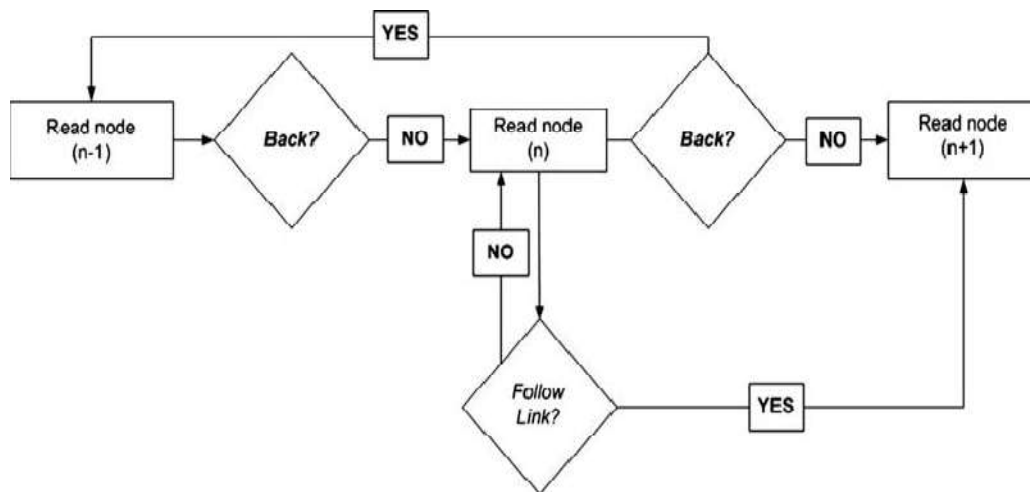 YES
Read node
(n-1)
Back?
NO
Read node
(n)
Back?
NO
Read node
(n+1)
NO
Follow
Link?
YES